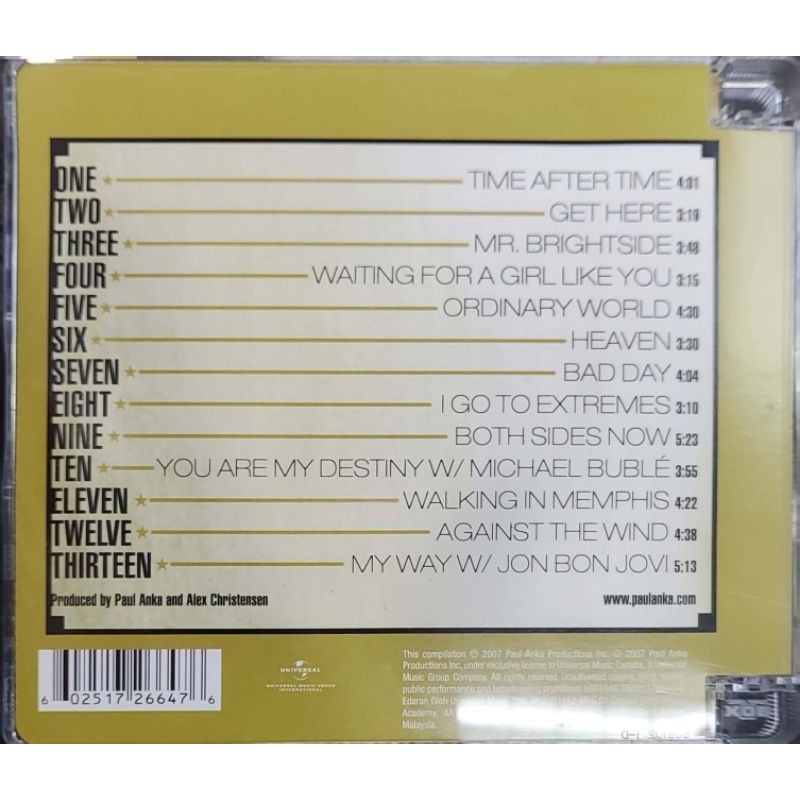 ONE TIME AFTER TIME 4:01
TWO GET HERE 3:19
THREE MR. BRIGHTSIDE 3:48
FOUR WAITING FOR A GIRL LIKE YOU 3:15
FIVE ORDINARY WORLD 4:30
SIX HEAVEN 3:30
SEVEN BAD DAY 4:04
EIGHT I GO TO EXTREMES 3:10
NINE BOTH SIDES NOW 5:23
TEN YOU ARE MY DESTINY W/ MICHAEL BUBLÉ 3:55
ELEVEN WALKING IN MEMPHIS 4:22
TWELVE AGAINST THE WIND 4:38
THIRTEEN MY WAY W/ JON BON JOVI 5:13
Produced by Paul Anka and Alex Christensen www.paulanka.com
6 02517 26647 6
UNIVERSAL
UNIVERSAL MUSIC GROUP
INTERNATIONAL
This compilation ℗ 2007 Paul Anka Productions Inc. © 2007 Paul Anka
Productions Inc, under exclusive license to Universal Music Canada, A Universal
Music Group Company. All rights reserved. Unauthorised copying, hiring,
public performance and broadcasting prohibited.
Edaran Oleh
Academy,
Malaysia.